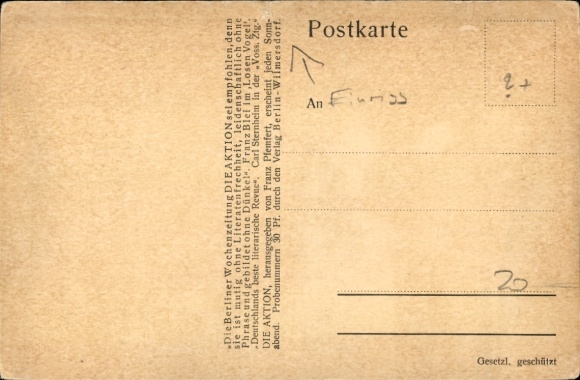 »Die Berliner Wochenzeitung DIE AKTION sei empfohlen, denn
sie ist mutig ohne Literatenfrechheit, leidenschaftlich ohne
Phrase und gebildet ohne Dünkel«. Franz Blei im ‚Losen Vogel‘.
»Deutschlands beste literarische Revue«. Carl Sternheim in der »Voss. Ztg.«
DIE AKTION, herausgegeben von Franz Pfemfert, erscheint jeden Sonn-
abend. Probenummern 30 Pf. durch den Verlag Berlin-Wilmersdorf.
Postkarte
An Einriss
20
Gesetzl. geschützt